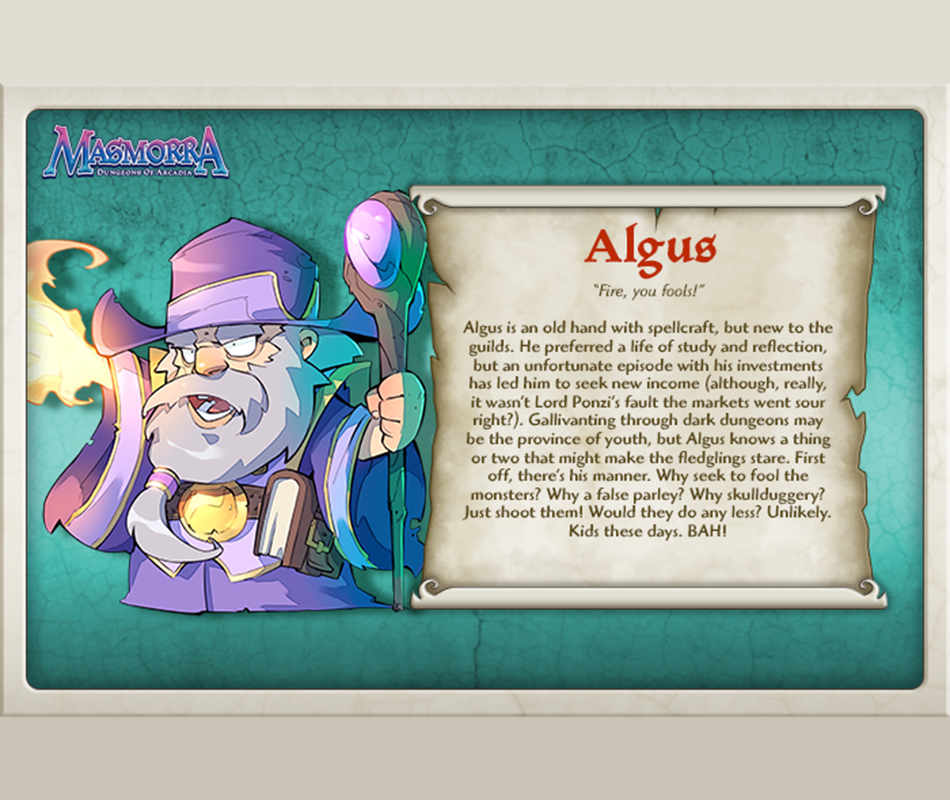 MASMORRA
DUNGEONS OF ARCADIA
Algus
"Fire, you fools!"
Algus is an old hand with spellcraft, but new to the
guilds. He preferred a life of study and reflection,
but an unfortunate episode with his investments
has led him to seek new income (although, really,
it wasn't Lord Ponzi's fault the markets went sour
right?). Gallivanting through dark dungeons may
be the province of youth, but Algus knows a thing
or two that might make the fledglings stare. First
off, there's his manner. Why seek to fool the
monsters? Why a false parley? Why skullduggery?
Just shoot them! Would they do any less? Unlikely.
Kids these days. BAH!